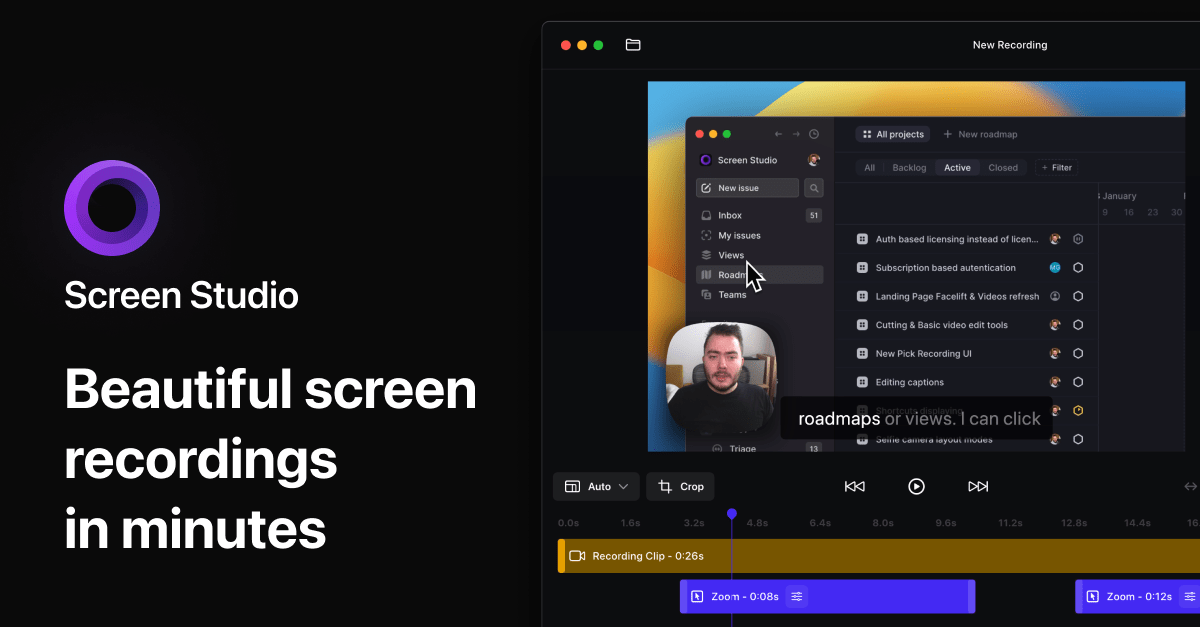 Screen Studio
Beautiful screen
recordings
in minutes
New Recording
All projects
New roadmap
Screen Studio
All Backlog Active Closed + Filter
New issue
January
9 16 23 30
Inbox 51
My issues
Views
Teams
Auth based licensing instead of licen...
Subscription based autentication
MG
Landing Page Facelift & Videos refresh
Cutting & Basic video edit tools
New Pick Recording UI
Editing captions
Shortcuts displaying
roadmaps or views. I can click
Selfie camera layout modes
Triage 13
Auto Crop
0.0s 1.6s 3.2s 4.8s 6.4s 8.0s 9.6s 11.2s 12.8s 14.4s 16.
Recording Clip - 0:26s
Zoom - 0:08s
Zoom - 0:12s